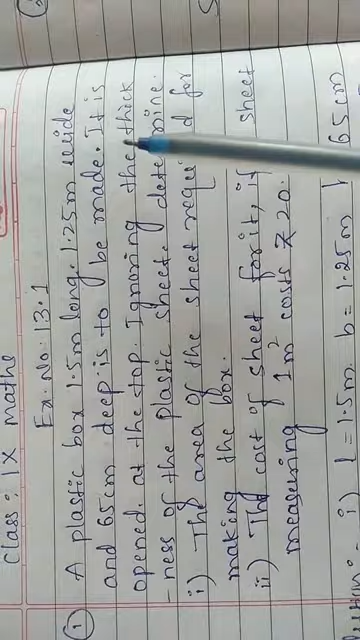 Class: IX Maths
Ex. No: 13.1
① A plastic box 1.5m long, 1.25m wide
and 65cm deep is to be made. It is
opened at the top. Ignoring the thick
-ness of the plastic sheet, determine.
i) The area of the sheet requi d for
making the box.
ii) The cost of sheet for it, if sheet
measuring 1m² costs ₹20.
i) l = 1.5m, b = 1.25m, 65cm